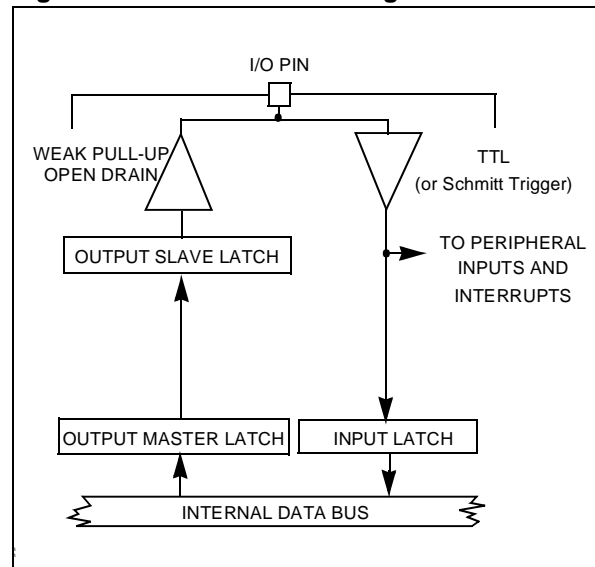 I/O PIN
WEAK PULL-UP
OPEN DRAIN
TTL
(or Schmitt Trigger)
OUTPUT SLAVE LATCH
TO PERIPHERAL
INPUTS AND
INTERRUPTS
OUTPUT MASTER LATCH
INPUT LATCH
INTERNAL DATA BUS